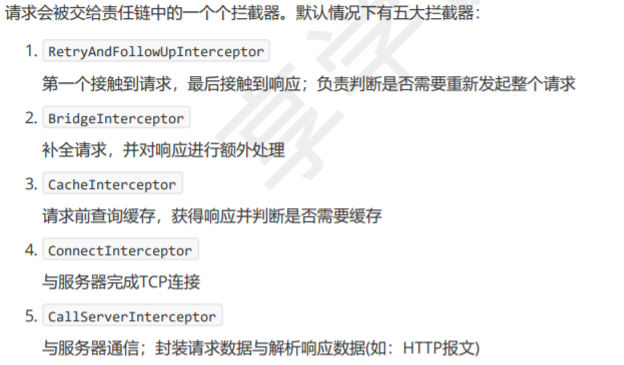 请求会被交给责任链中的一个个拦截器。默认情况下有五大拦截器：
1. RetryAndFollowUpInterceptor
第一个接触到请求，最后接触到响应；负责判断是否需要重新发起整个请求
2. BridgeInterceptor
补全请求，并对响应进行额外处理
3. CacheInterceptor
请求前查询缓存，获得响应并判断是否需要缓存
4. ConnectInterceptor
与服务器完成TCP连接
5. CallServerInterceptor
与服务器通信；封装请求数据与解析响应数据(如：HTTP报文)